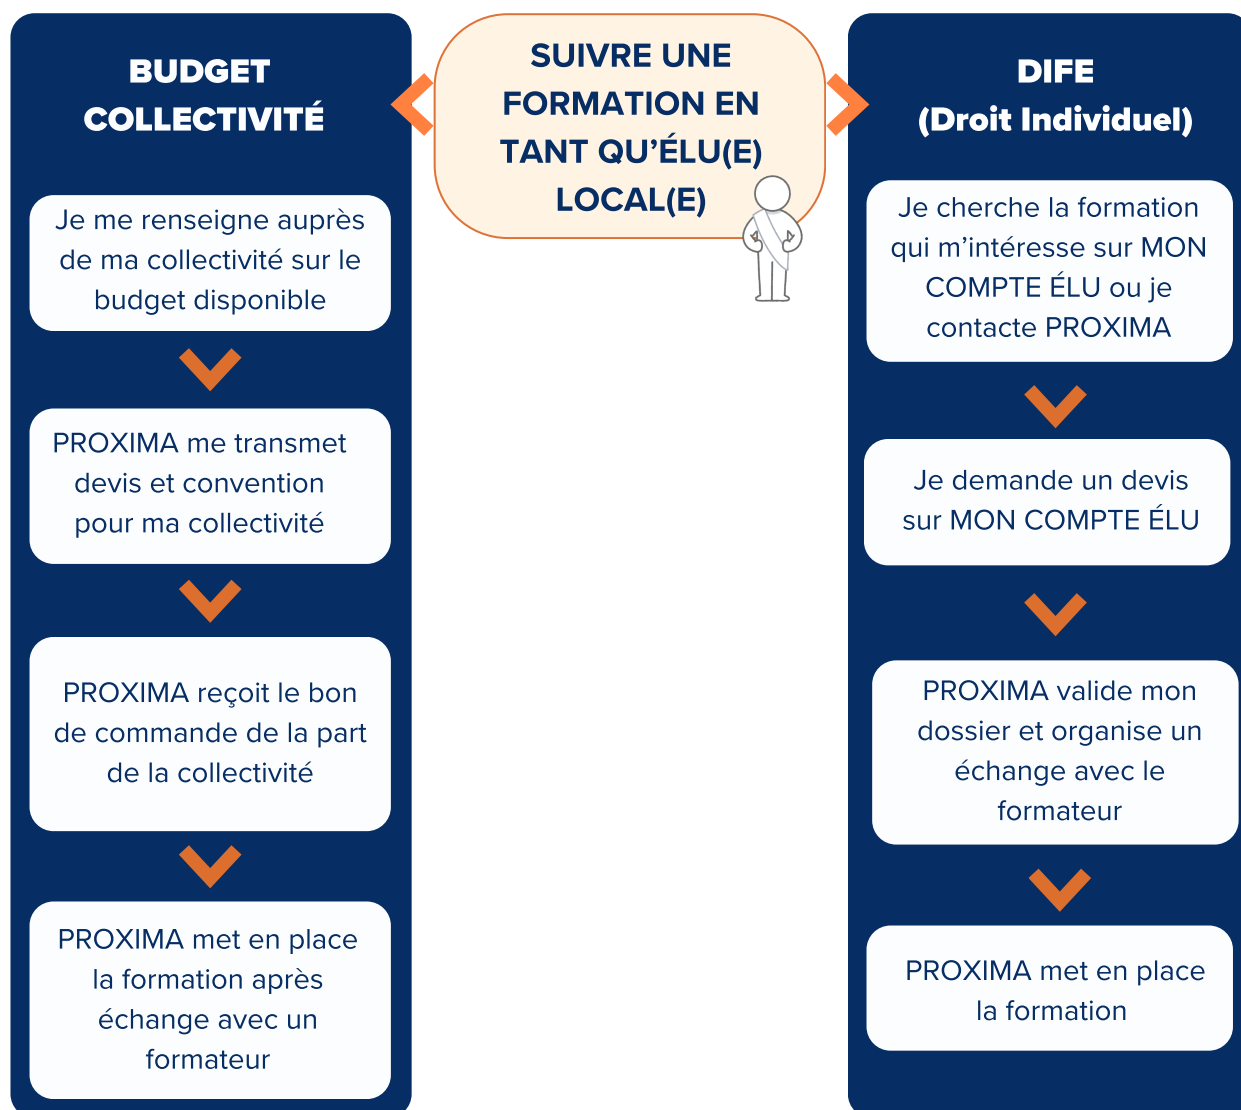 SUIVRE UNE
FORMATION EN
TANT QU’ÉLU(E)
LOCAL(E)
BUDGET
COLLECTIVITÉ
Je me renseigne auprès
de ma collectivité sur le
budget disponible
PROXIMA me transmet
devis et convention
pour ma collectivité
PROXIMA reçoit le bon
de commande de la part
de la collectivité
PROXIMA met en place
la formation après
échange avec un
formateur
DIFE
(Droit Individuel)
Je cherche la formation
qui m’intéresse sur MON
COMPTE ÉLU ou je
contacte PROXIMA
Je demande un devis
sur MON COMPTE ÉLU
PROXIMA valide mon
dossier et organise un
échange avec le
formateur
PROXIMA met en place
la formation